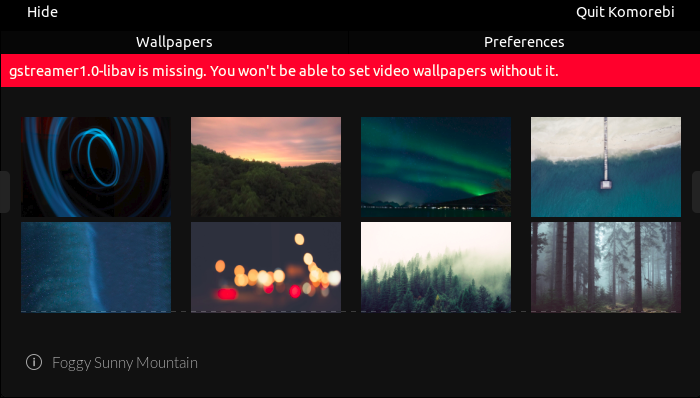 Hide
Quit Komorebi
Wallpapers
Preferences
gstreamer1.0-libav is missing. You won't be able to set video wallpapers without it.
Foggy Sunny Mountain